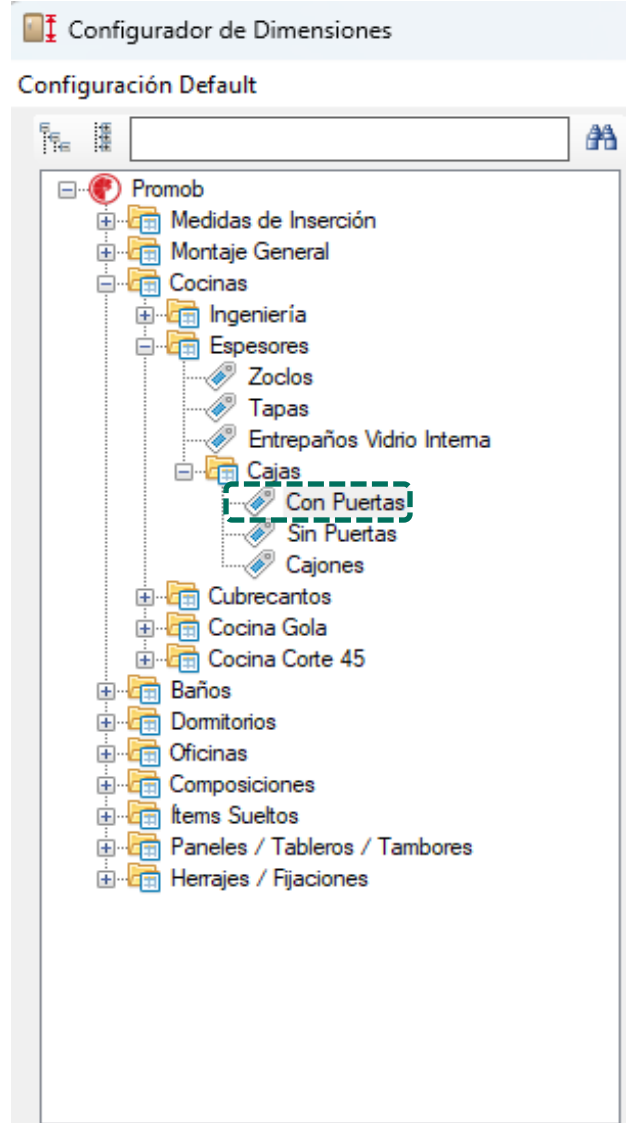 Configurador de Dimensiones
Configuración Default
Promob
Medidas de Inserción
Montaje General
Cocinas
Ingeniería
Espesores
Zoclos
Tapas
Entrepaños Vidrio Interna
Cajas
Con Puertas
Sin Puertas
Cajones
Cubrecantos
Cocina Gola
Cocina Corte 45
Baños
Dormitorios
Oficinas
Composiciones
Ítems Sueltos
Paneles / Tableros / Tambores
Herrajes / Fijaciones